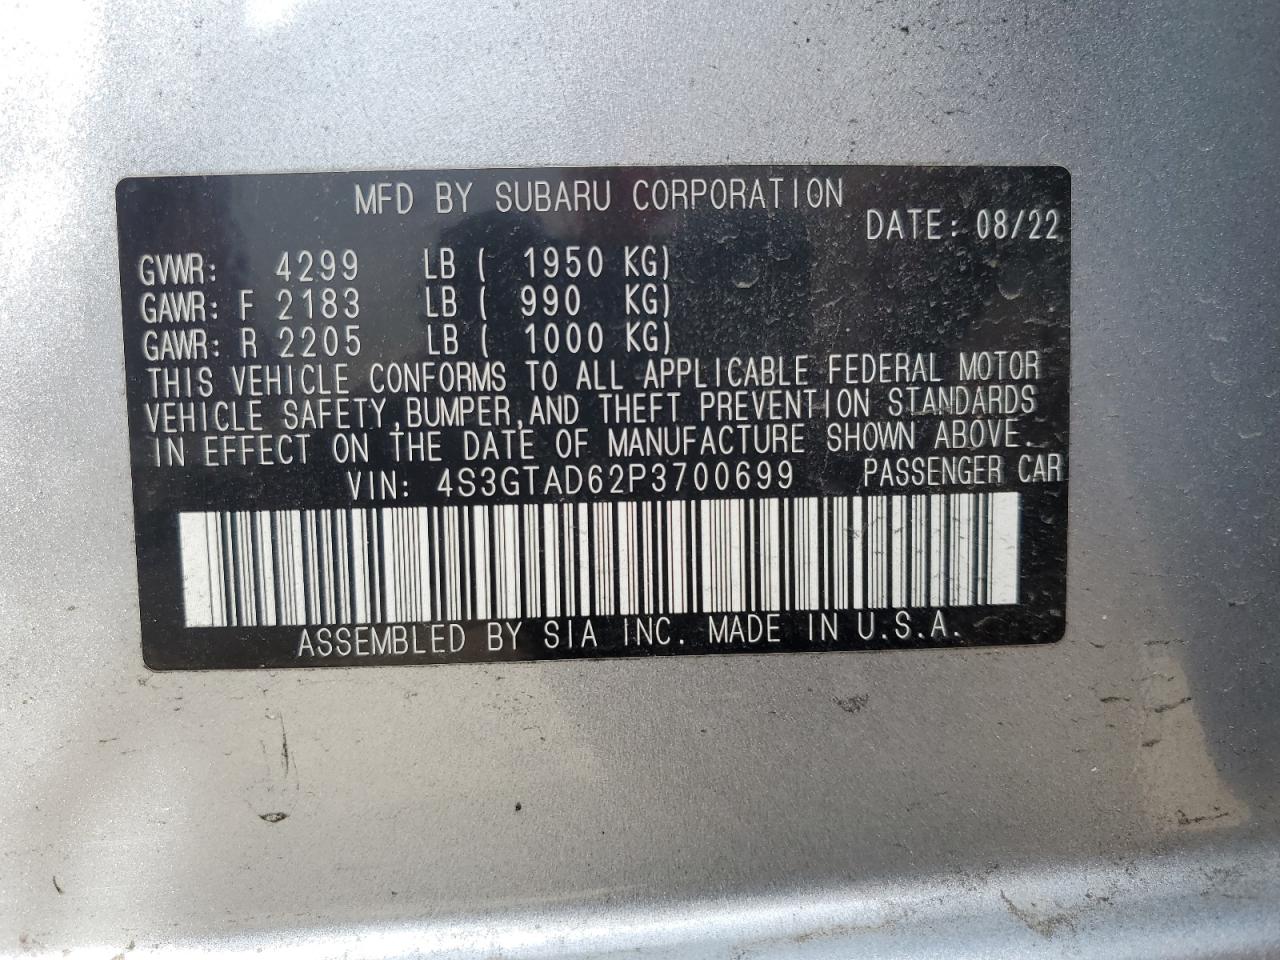 MFD BY SUBARU CORPORATION
DATE: 08/22
GVWR: 4299 LB ( 1950 KG)
GAWR: F 2183 LB ( 990 KG)
GAWR: R 2205 LB ( 1000 KG)
THIS VEHICLE CONFORMS TO ALL APPLICABLE FEDERAL MOTOR
VEHICLE SAFETY,BUMPER,AND THEFT PREVENTION STANDARDS
IN EFFECT ON THE DATE OF MANUFACTURE SHOWN ABOVE.
VIN: 4S3GTAD62P3700699 PASSENGER CAR
ASSEMBLED BY SIA INC. MADE IN U.S.A.